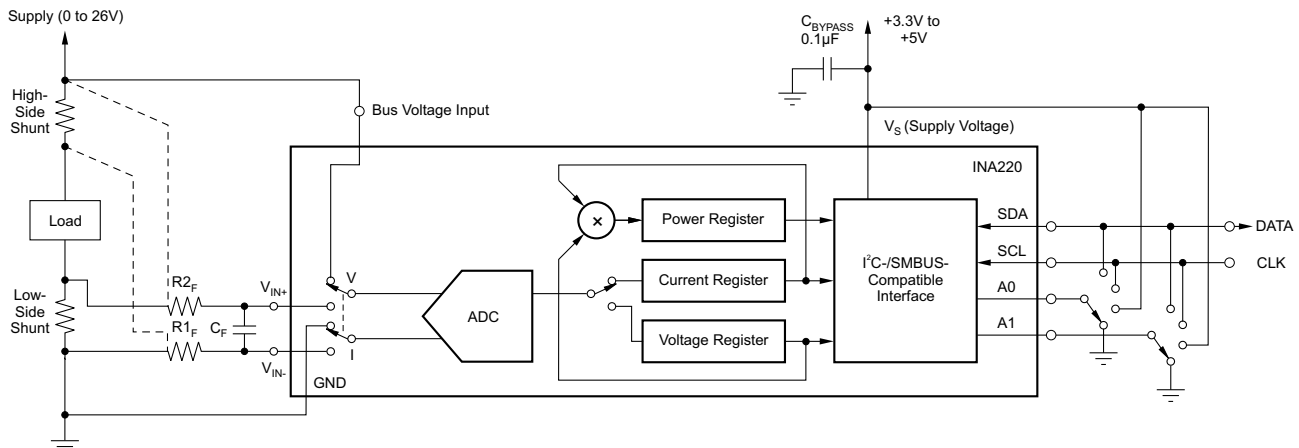 Supply (0 to 26V)
C_BYPASS
0.1µF
+3.3V to
+5V
High-
Side
Shunt
Bus Voltage Input
V_S (Supply Voltage)
INA220
Load
×
Power Register
SDA
DATA
V
R2_F
V_IN+
Current Register
I²C-/SMBUS-
Compatible
Interface
SCL
CLK
ADC
A0
Low-
Side
Shunt
R1_F
C_F
Voltage Register
A1
V_IN-
I
GND